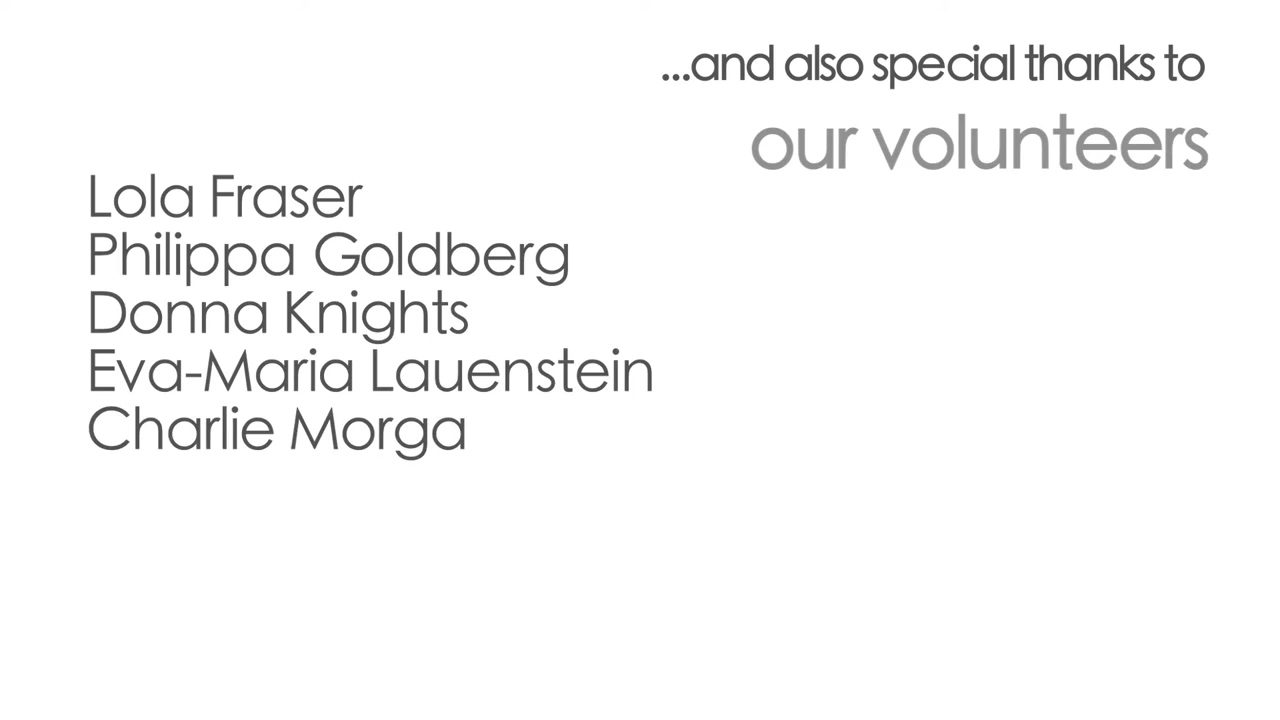 ...and also special thanks to
our volunteers
Lola Fraser
Philippa Goldberg
Donna Knights
Eva-Maria Lauenstein
Charlie Morga